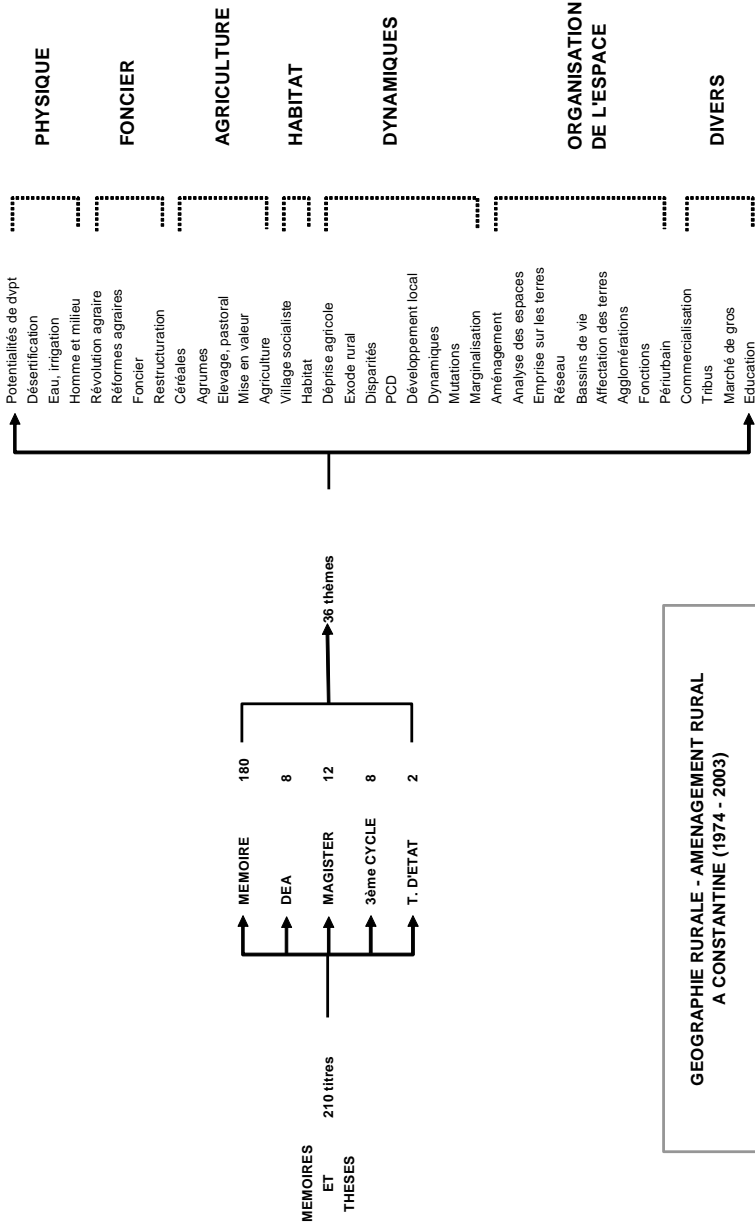 MEMOIRES
ET
THESES
210 titres
MEMOIRE 180
DEA 8
MAGISTER 12
3ème CYCLE 8
T. D'ETAT 2
36 thèmes
Potentialités de dvpt
Désertification
Eau, irrigation
Homme et milieu
Révolution agraire
Réformes agraires
Foncier
Restructuration
Céréales
Agrumes
Elevage, pastoral
Mise en valeur
Agriculture
Village socialiste
Habitat
Déprise agricole
Exode rural
Disparités
PCD
Développement local
Dynamiques
Mutations
Marginalisation
Aménagement
Analyse des espaces
Emprise sur les terres
Réseau
Bassins de vie
Affectation des terres
Agglomérations
Fonctions
Périurbain
Commercialisation
Tribus
Marché de gros
Education
PHYSIQUE
FONCIER
AGRICULTURE
HABITAT
DYNAMIQUES
ORGANISATION
DE L'ESPACE
DIVERS
GEOGRAPHIE RURALE - AMENAGEMENT RURAL
A CONSTANTINE (1974 - 2003)